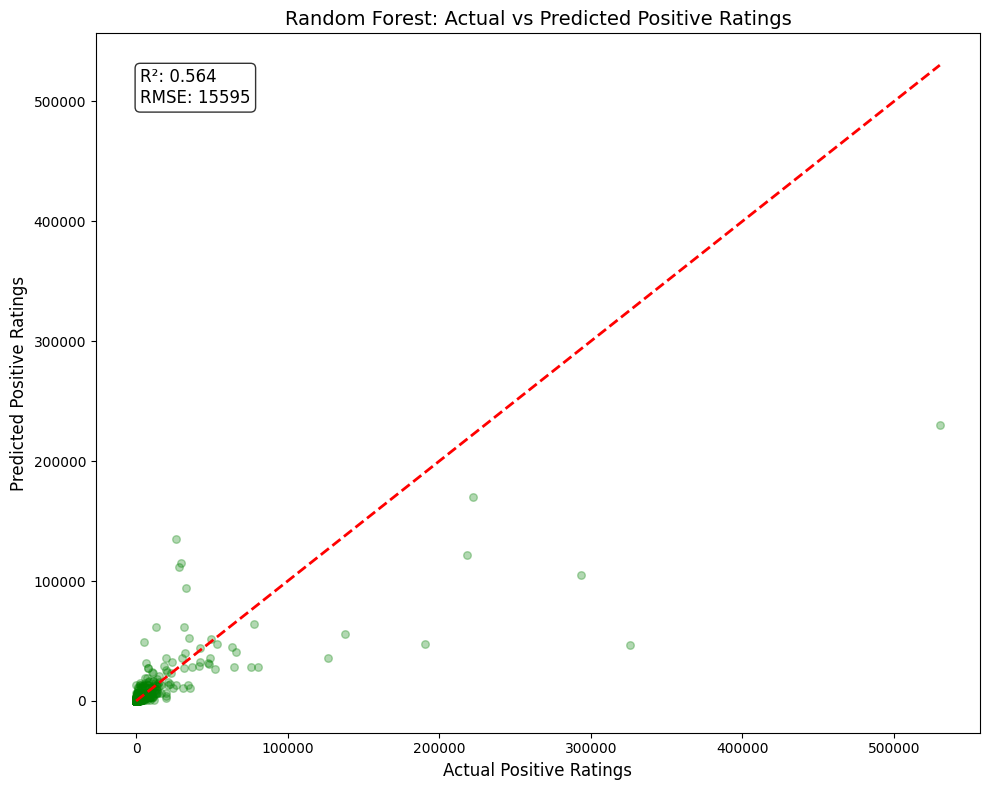 Random Forest: Actual vs Predicted Positive Ratings
R²: 0.564
RMSE: 15595
500000
400000
300000
200000
100000
0
Predicted Positive Ratings
0 100000 200000 300000 400000 500000
Actual Positive Ratings